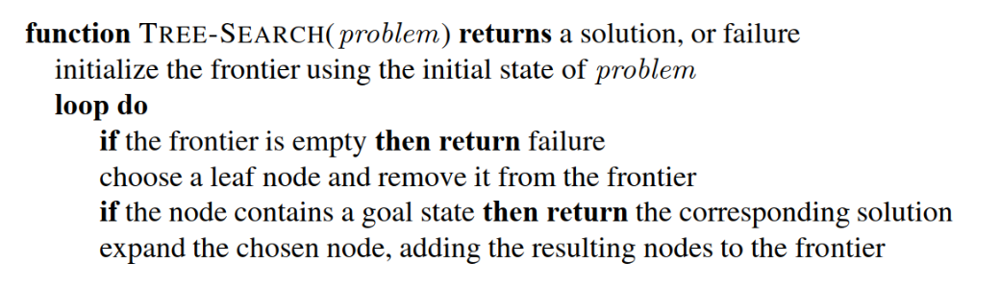 function TREE-SEARCH(problem) returns a solution, or failure
initialize the frontier using the initial state of problem
loop do
if the frontier is empty then return failure
choose a leaf node and remove it from the frontier
if the node contains a goal state then return the corresponding solution
expand the chosen node, adding the resulting nodes to the frontier